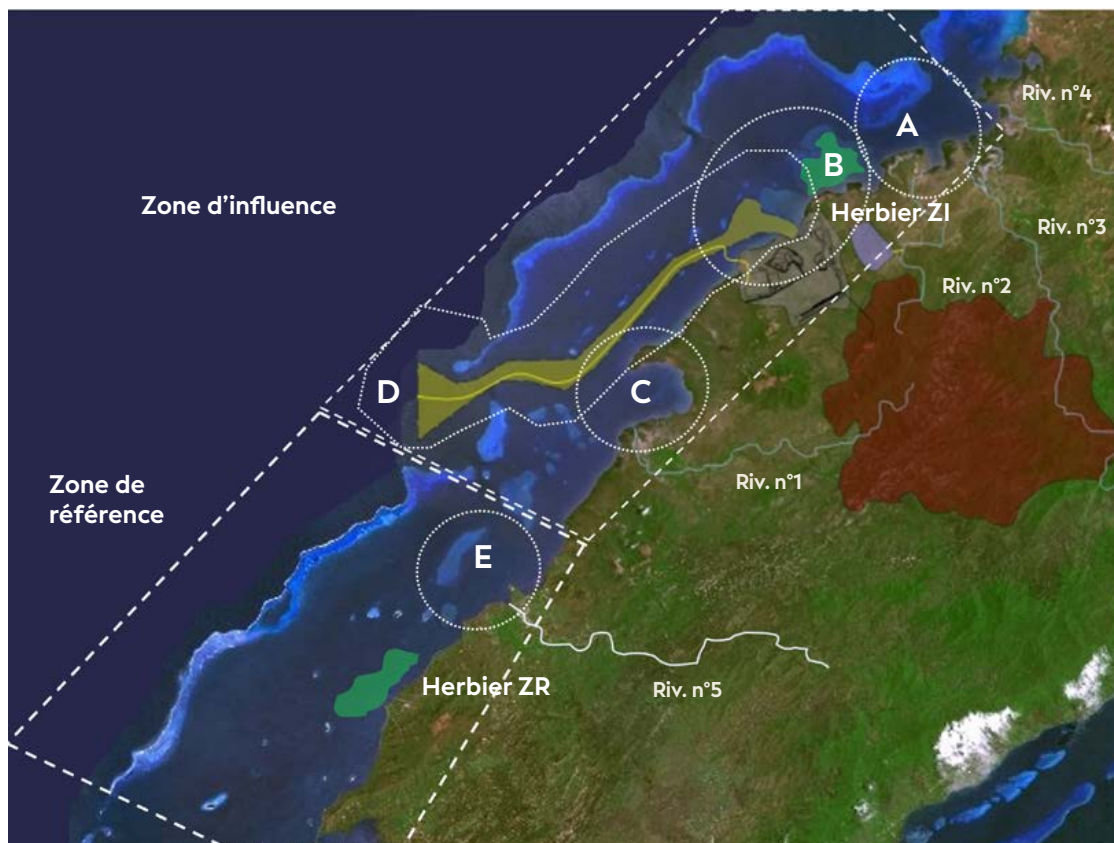 Riv. n°4
A
Zone d'influence
B
Herbier ZI
Riv. n°3
Riv. n°2
D
C
Zone de
référence
Riv. n°1
E
Herbier ZR
Riv. n°5